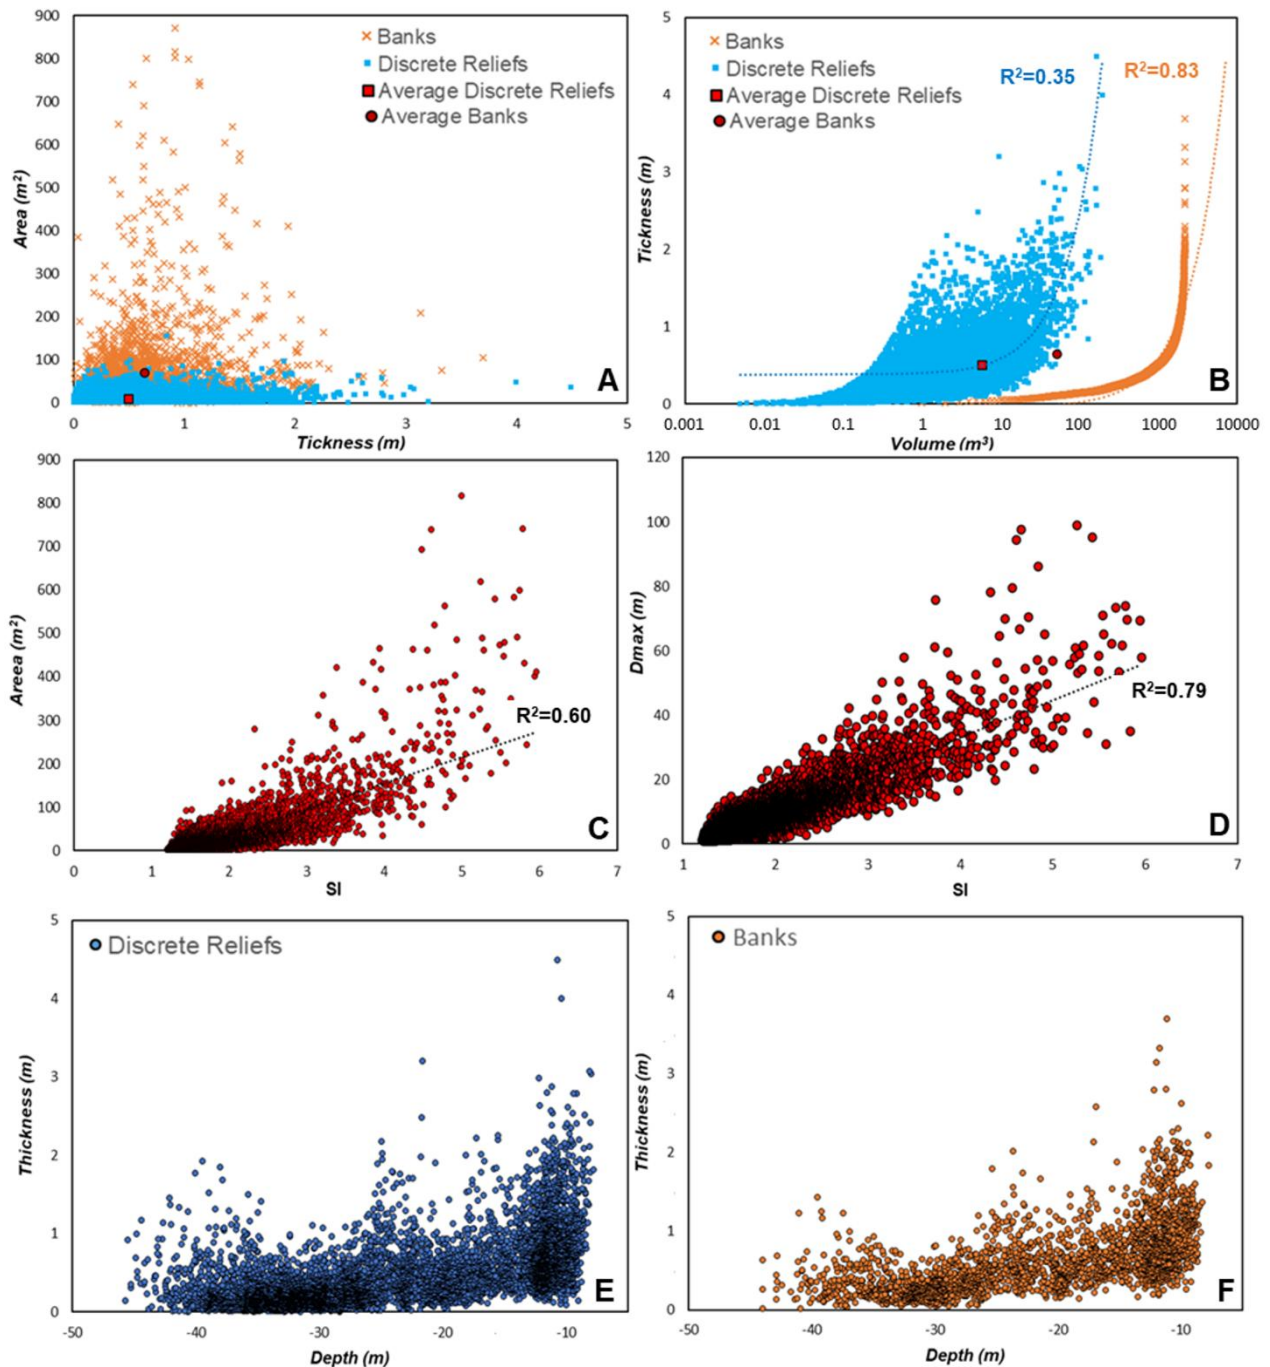 900
800
700
600
500
400
300
200
100
0
Area (m²)
× Banks
Discrete Reliefs
Average Discrete Reliefs
Average Banks
A
0 1 2 3 4 5
Tickness (m)
5
4
3
2
1
0
Tickness (m)
× Banks
Discrete Reliefs
Average Discrete Reliefs
Average Banks
R²=0.35
R²=0.83
B
0.001 0.01 0.1 1 10 100 1000 10000
Volume (m³)
900
800
700
600
500
400
300
200
100
0
Areea (m²)
R²=0.60
C
0 1 2 3 4 5 6 7
SI
120
100
80
60
40
20
0
Dmax (m)
R²=0.79
D
1 2 3 4 5 6 7
SI
5
4
3
2
1
0
Thickness (m)
Discrete Reliefs
E
-50 -40 -30 -20 -10
Depth (m)
5
4
3
2
1
0
Thickness (m)
Banks
F
-50 -40 -30 -20 -10
Depth (m)